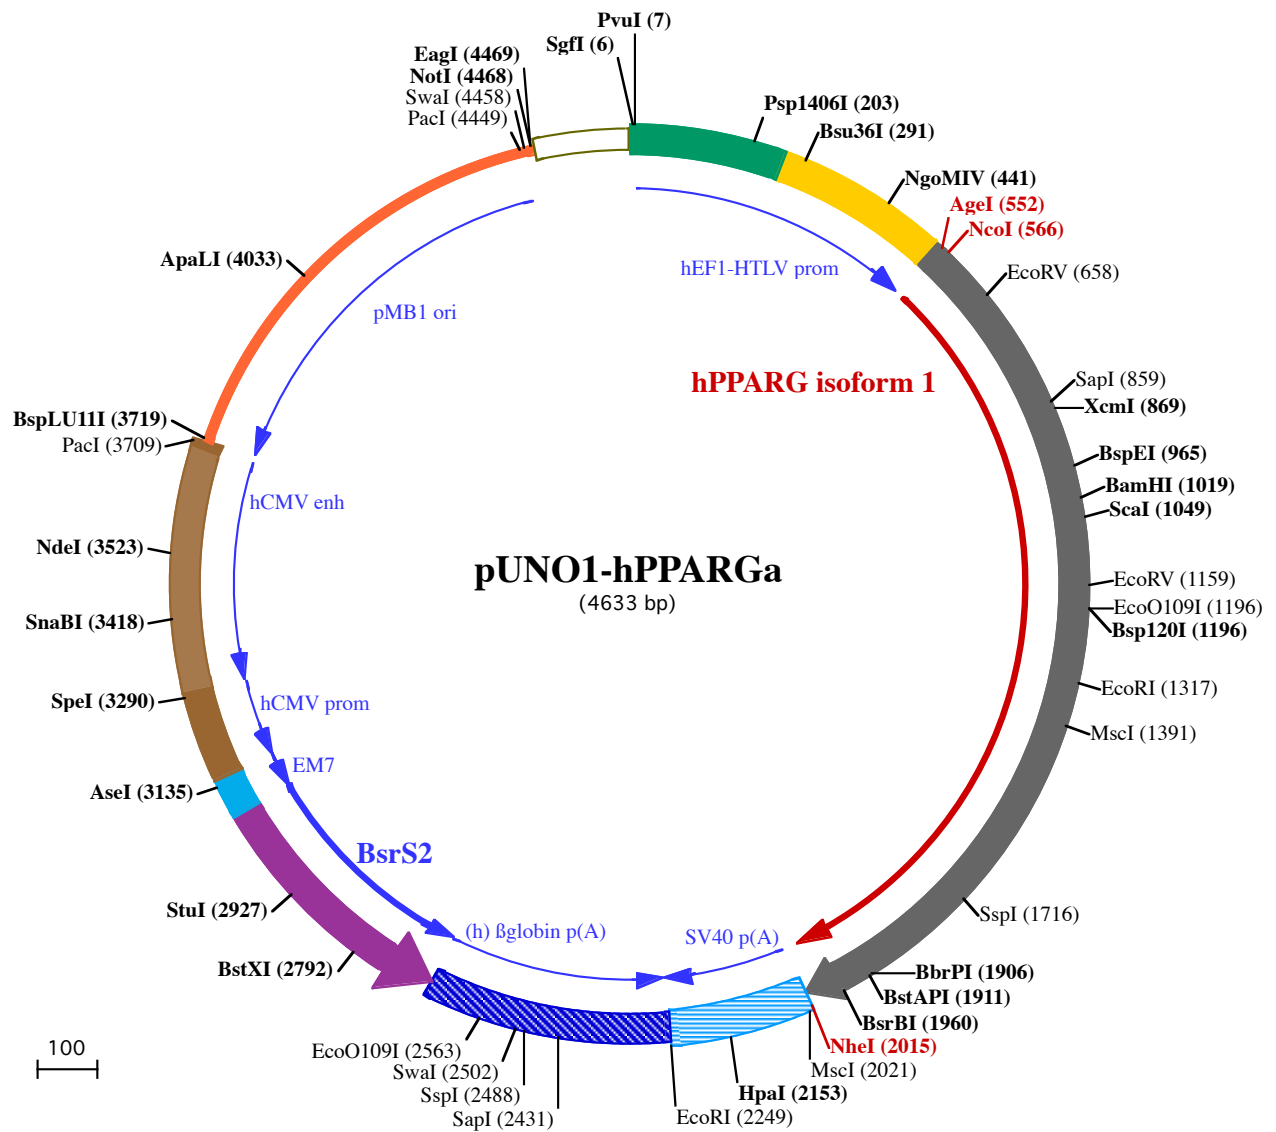 PvuI (7)
SgfI (6)
EagI (4469)
NotI (4468)
SwaI (4458)
PacI (4449)
Psp1406I (203)
Bsu36I (291)
NgoMIV (441)
AgeI (552)
NcoI (566)
EcoRV (658)
hEF1-HTLV prom
ApaLI (4033)
pMB1 ori
hPPARG isoform 1
SapI (859)
XcmI (869)
BspLU11I (3719)
PacI (3709)
BspEI (965)
BamHI (1019)
ScaI (1049)
hCMV enh
NdeI (3523)
pUNO1-hPPARGa
(4633 bp)
EcoRV (1159)
EcoO109I (1196)
Bsp120I (1196)
SnaBI (3418)
SpeI (3290)
hCMV prom
EcoRI (1317)
MscI (1391)
EM7
AseI (3135)
BsrS2
StuI (2927)
SspI (1716)
(h) ßglobin p(A)
SV40 p(A)
BstXI (2792)
BbrPI (1906)
BstAPI (1911)
BsrBI (1960)
NheI (2015)
MscI (2021)
HpaI (2153)
EcoRI (2249)
EcoO109I (2563)
SwaI (2502)
SspI (2488)
SapI (2431)
100